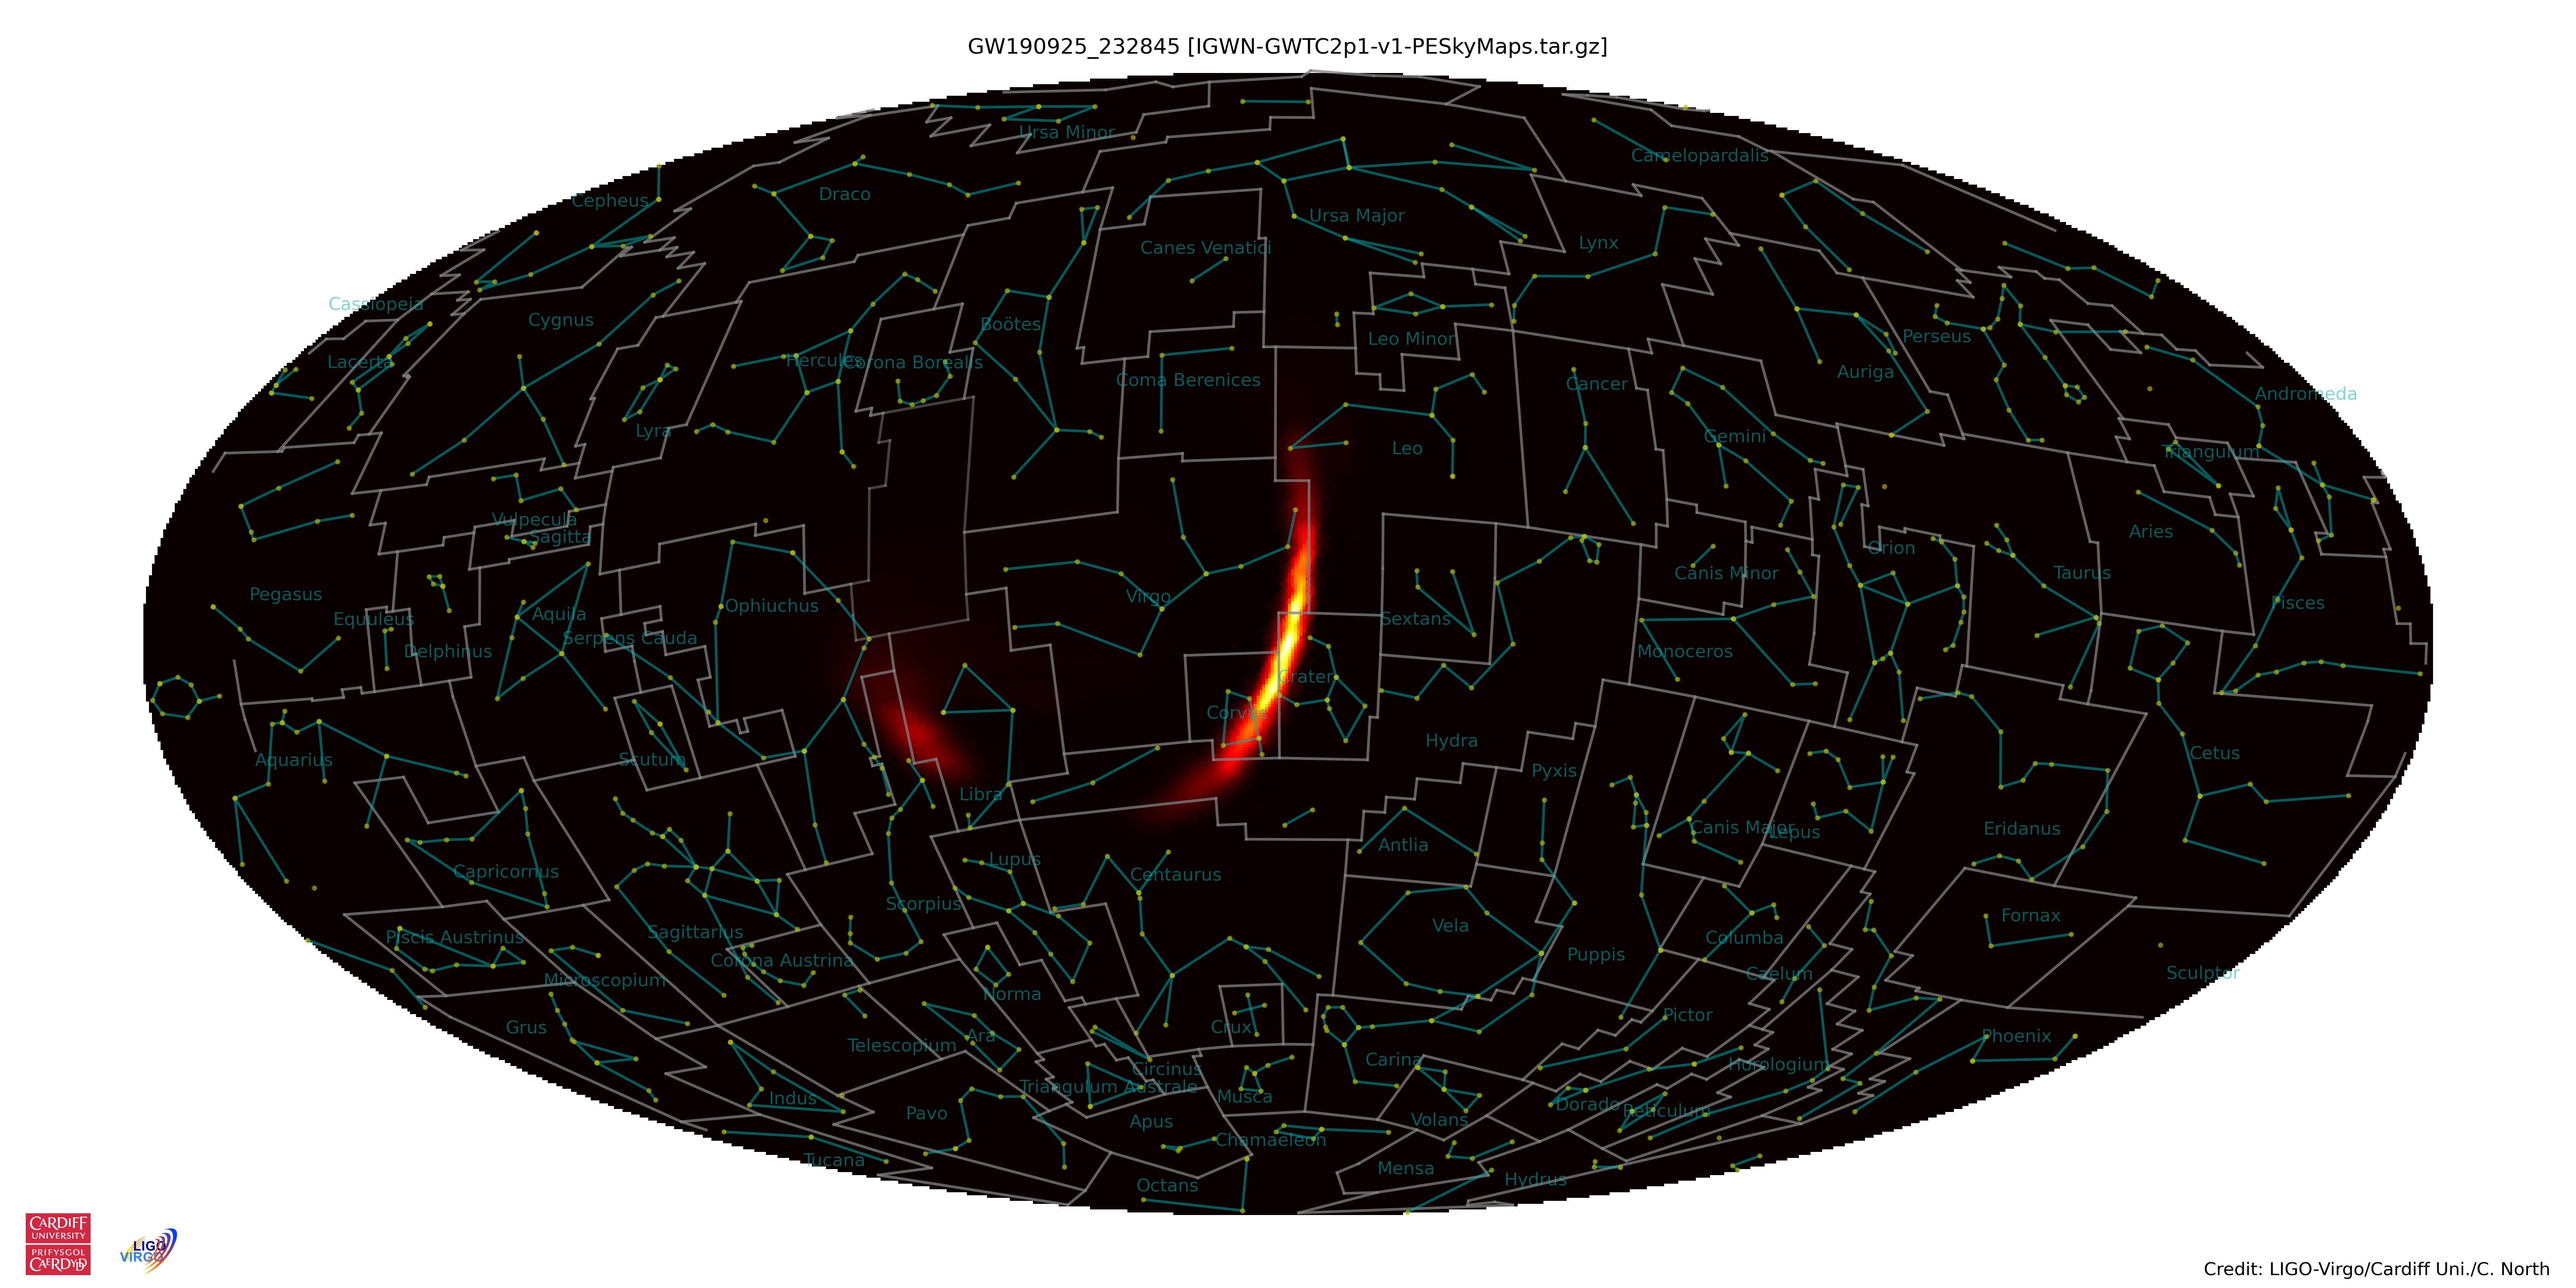 GW190925_232845 [IGWN-GWTC2p1-v1-PESkyMaps.tar.gz]
Ursa Minor
Camelopardalis
Cepheus
Draco
Ursa Major
Canes Venatici
Lynx
Cassiopeia
Cygnus
Boötes
Leo Minor
Perseus
Lacerta
Hercules
Corona Borealis
Coma Berenices
Cancer
Auriga
Andromeda
Lyra
Leo
Gemini
Triangulum
Vulpecula
Sagitta
Orion
Aries
Pegasus
Equuleus
Aquila
Ophiuchus
Virgo
Sextans
Canis Minor
Taurus
Pisces
Delphinus
Serpens Cauda
Monoceros
Crater
Corvus
Hydra
Aquarius
Scutum
Libra
Pyxis
Cetus
Canis Major
Lepus
Eridanus
Capricornus
Lupus
Centaurus
Antlia
Scorpius
Vela
Fornax
Piscis Austrinus
Sagittarius
Corona Austrina
Puppis
Columba
Microscopium
Norma
Caelum
Sculptor
Grus
Telescopium
Ara
Crux
Pictor
Phoenix
Circinus
Carina
Horologium
Triangulum Australe
Indus
Pavo
Apus
Musca
Volans
Dorado
Reticulum
Chamaeleon
Tucana
Octans
Mensa
Hydrus
CARDIFF
UNIVERSITY
PRIFYSGOL
CAERDYDD
LIGO
VIRGO
Credit: LIGO-Virgo/Cardiff Uni./C. North